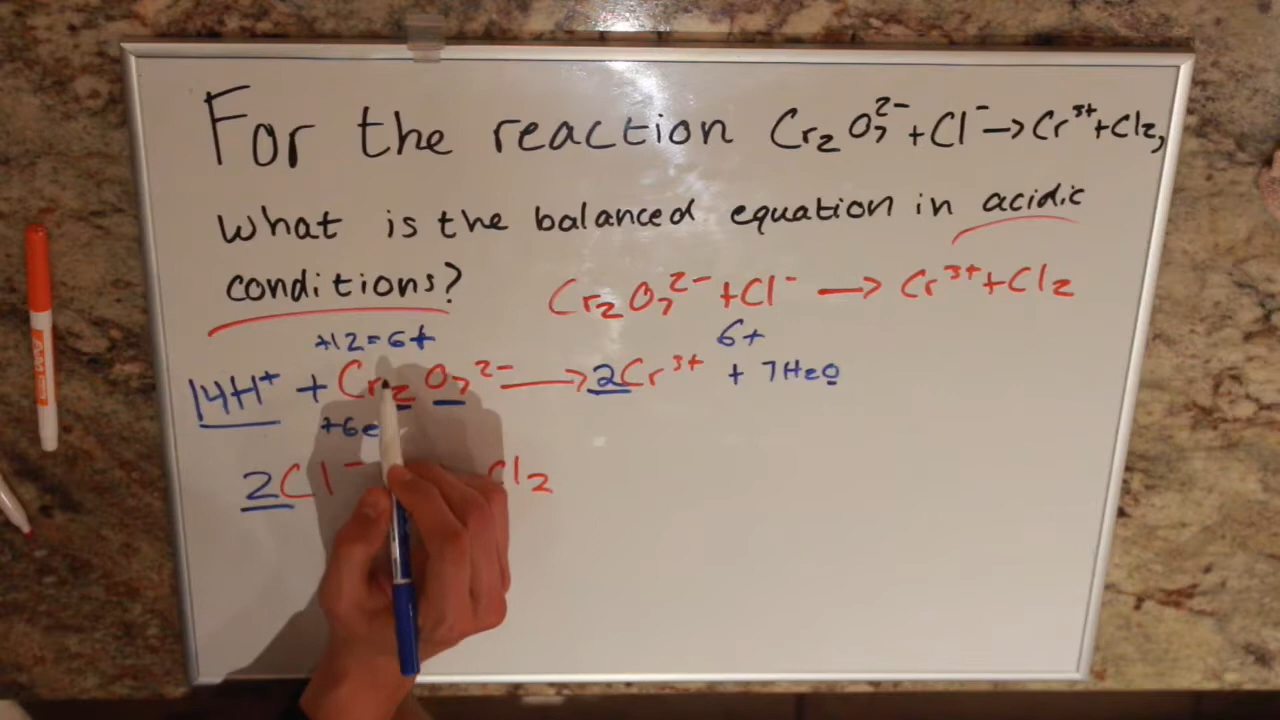 For the reaction Cr₂O₇²⁻+Cl⁻→Cr³⁺+Cl₂,
What is the balanced equation in acidic
conditions?
Cr₂O₇²⁻+Cl⁻→Cr³⁺+Cl₂
+12=6+ 6+
14H⁺+Cr₂O₇²⁻→2Cr³⁺+7H₂O
+6e
2Cl⁻ Cl₂